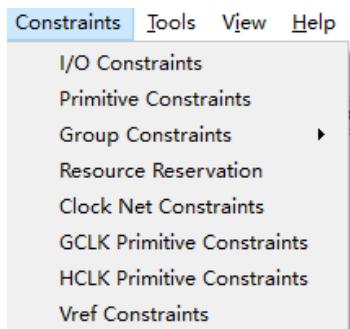 Constraints Tools View Help
I/O Constraints
Primitive Constraints
Group Constraints
Resource Reservation
Clock Net Constraints
GCLK Primitive Constraints
HCLK Primitive Constraints
Vref Constraints